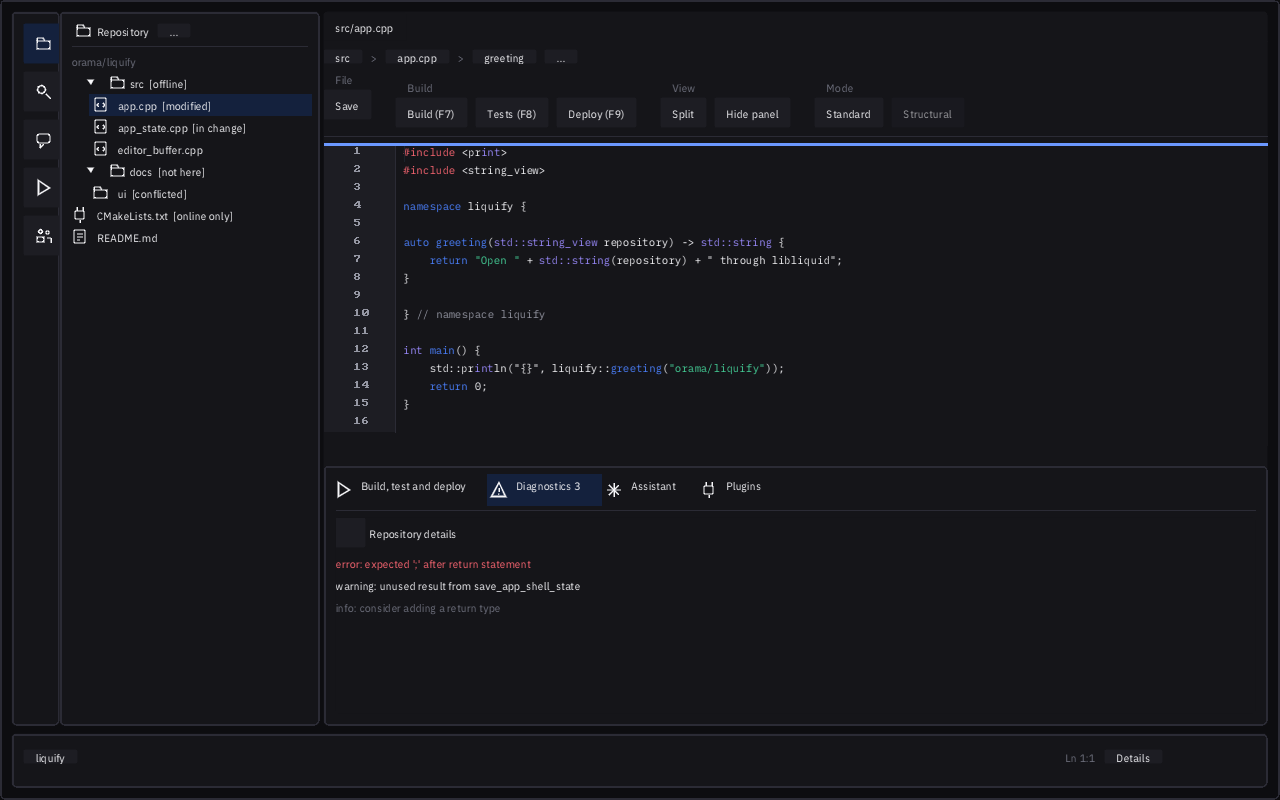 Repository ...
orama/liquify
src [offline]
app.cpp [modified]
app_state.cpp [in change]
editor_buffer.cpp
docs [not here]
ui [conflicted]
CMakeLists.txt [online only]
README.md
src/app.cpp
src > app.cpp > greeting ...
File Build View Mode
Save Build (F7) Tests (F8) Deploy (F9) Split Hide panel Standard Structural
1 #include <print>
2 #include <string_view>
3
4 namespace liquify {
5
6 auto greeting(std::string_view repository) -> std::string {
7     return "Open " + std::string(repository) + " through libliquid";
8 }
9
10 } // namespace liquify
11
12 int main() {
13     std::println("{}", liquify::greeting("orama/liquify"));
14     return 0;
15 }
16
Build, test and deploy Diagnostics 3 Assistant Plugins
Repository details
error: expected ';' after return statement
warning: unused result from save_app_shell_state
info: consider adding a return type
liquify Ln 1:1 Details